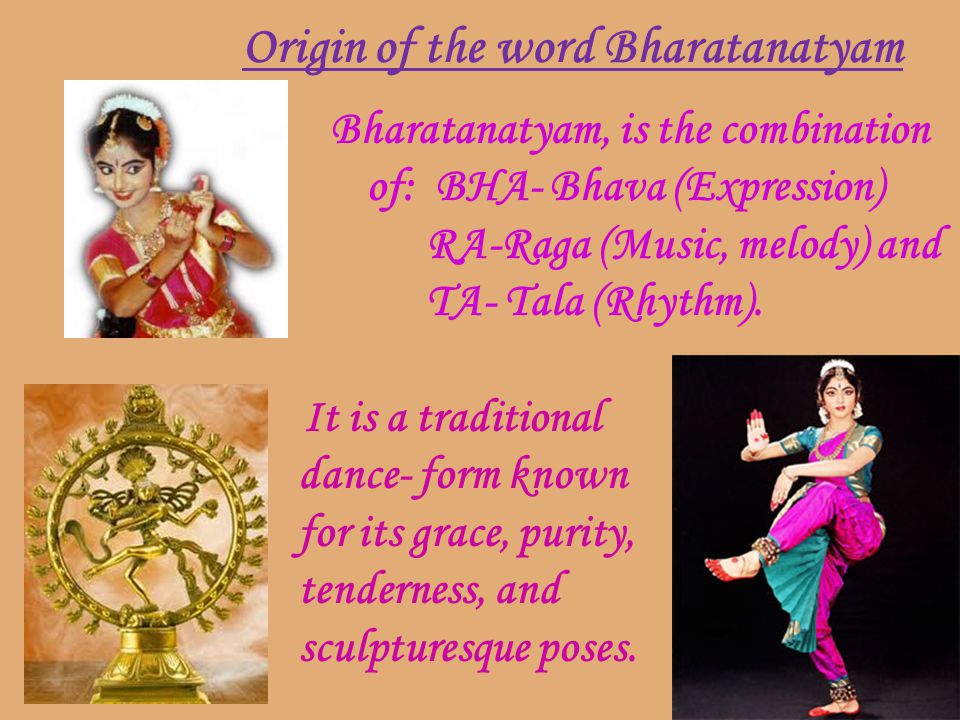 Origin of the word Bharatanatyam
Bharatanatyam, is the combination
of: BHA- Bhava (Expression)
RA-Raga (Music, melody) and
TA- Tala (Rhythm).
It is a traditional
dance- form known
for its grace, purity,
tenderness, and
sculpturesque poses.